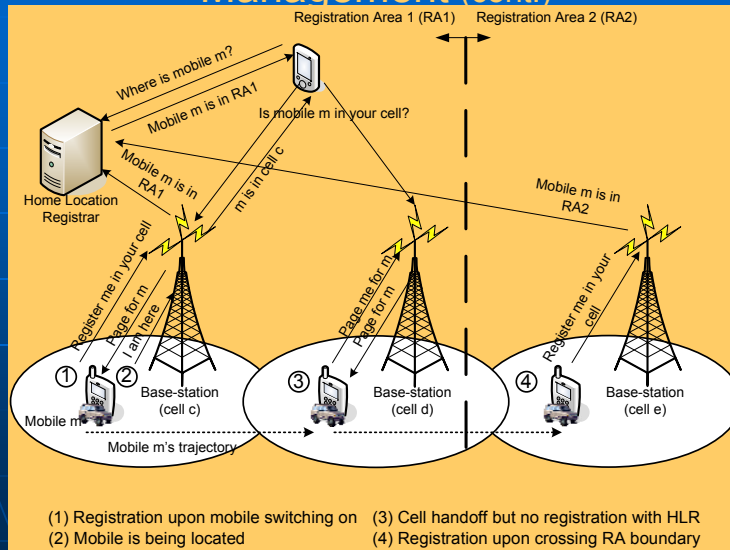 Management (cont.)
Registration Area 1 (RA1)
Registration Area 2 (RA2)
Where is mobile m?
Mobile m is in RA1
Is mobile m in your cell?
m is in cell c
Mobile m is in
RA1
Home Location
Registrar
Mobile m is in
RA2
Register me in your cell
Page for m
I am here
Page me for m
Page for m
Register me in your
cell
1
2
3
4
Base-station
(cell c)
Base-station
(cell d)
Base-station
(cell e)
Mobile m
Mobile m's trajectory
(1) Registration upon mobile switching on
(2) Mobile is being located
(3) Cell handoff but no registration with HLR
(4) Registration upon crossing RA boundary